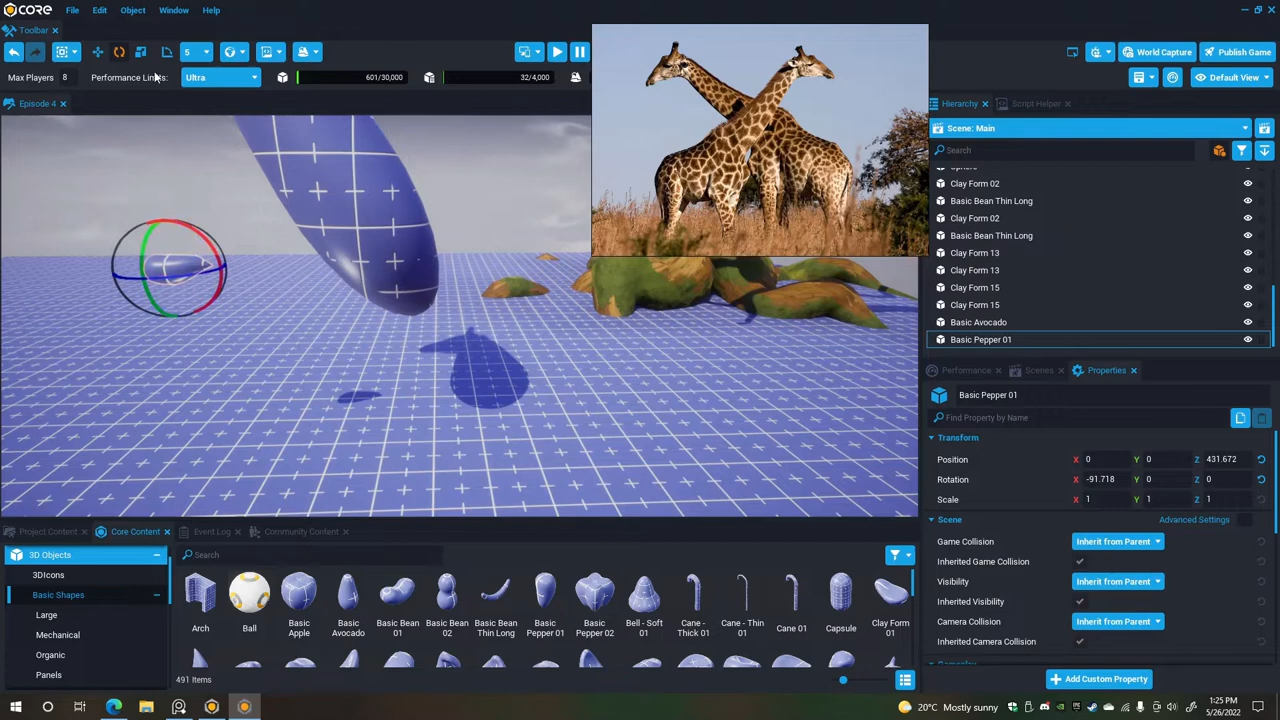 CORE File Edit Object Window Help
Toolbar
5 World Capture Publish Game
Max Players 8 Performance Limits: Ultra 601/30,000 32/4,000 Default View
Episode 4 Hierarchy Script Helper
Scene: Main
Search
Clay Form 02
Basic Bean Thin Long
Clay Form 02
Basic Bean Thin Long
Clay Form 13
Clay Form 13
Clay Form 15
Clay Form 15
Basic Avocado
Basic Pepper 01
Performance Scenes Properties
Basic Pepper 01
Find Property by Name
Transform
Position X 0 Y 0 Z 431.672
Rotation X -91.718 Y 0 Z 0
Scale X 1 Y 1 Z 1
Scene Advanced Settings
Game Collision Inherit from Parent
Inherited Game Collision
Visibility Inherit from Parent
Inherited Visibility
Camera Collision Inherit from Parent
Inherited Camera Collision
Add Custom Property
Project Content Core Content Event Log Community Content
3D Objects
3DIcons
Basic Shapes
Large
Mechanical
Organic
Panels
Search
Arch
Ball
Basic Apple
Basic Avocado
Basic Bean 01
Basic Bean 02
Basic Bean Thin Long
Basic Pepper 01
Basic Pepper 02
Bell - Soft 01
Cane - Thick 01
Cane - Thin 01
Cane 01
Capsule
Clay Form 01
491 Items
20°C Mostly sunny
1:25 PM
5/26/2022